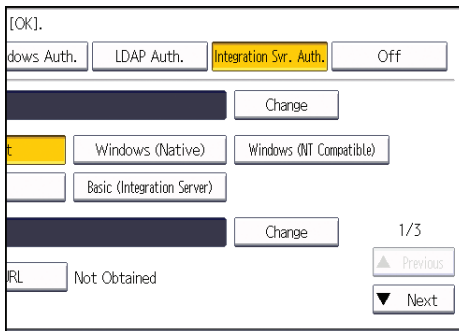 [OK].
dows Auth. LDAP Auth. Integration Svr. Auth. Off
Change
t Windows (Native) Windows (NT Compatible)
Basic (Integration Server)
Change 1/3
▲ Previous
RL Not Obtained
▼ Next